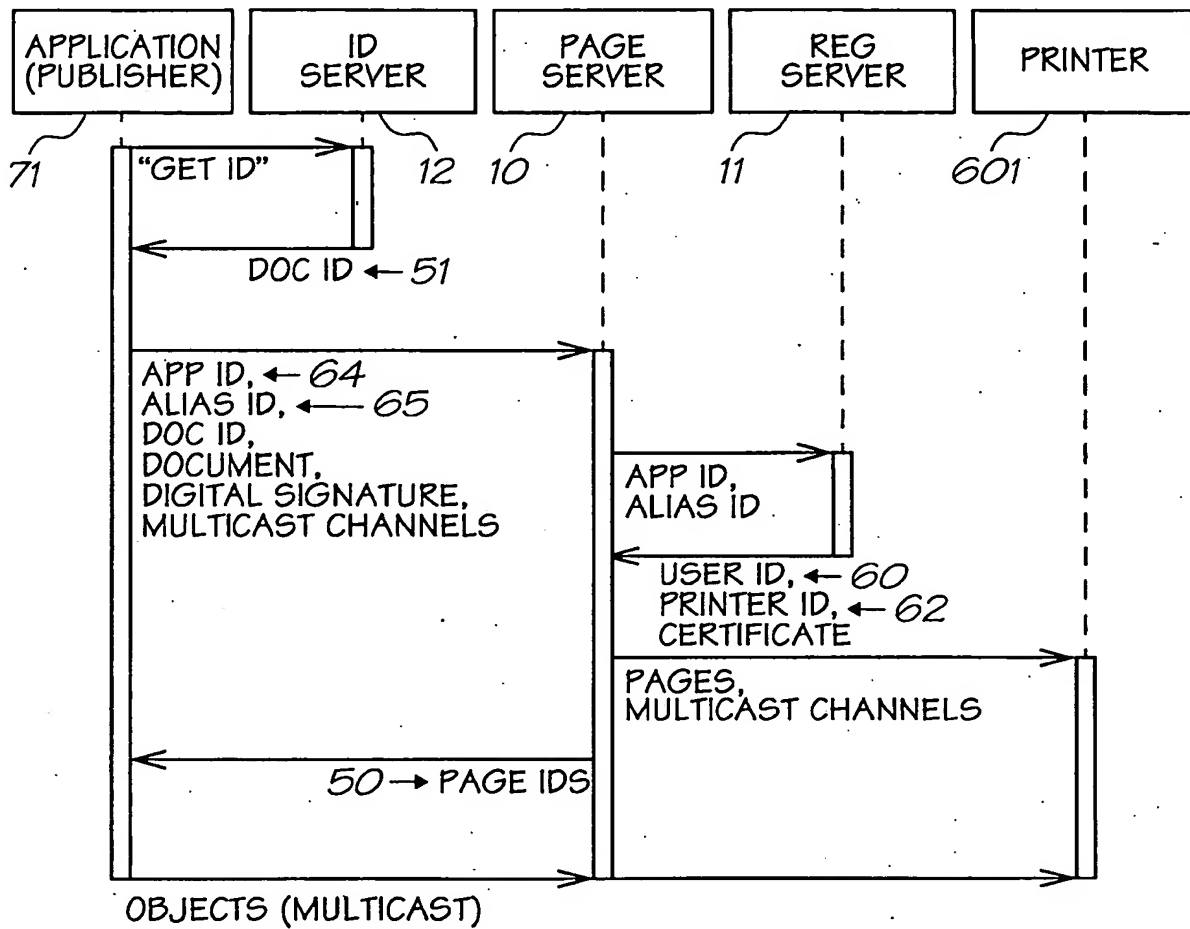 APPLICATION
(PUBLISHER)
ID
SERVER
PAGE
SERVER
REG
SERVER
PRINTER
71
12
10
11
601
“GET ID”
DOC ID ← 51
APP ID, ← 64
ALIAS ID, ← 65
DOC ID,
DOCUMENT,
DIGITAL SIGNATURE,
MULTICAST CHANNELS
APP ID,
ALIAS ID
USER ID, ← 60
PRINTER ID, ← 62
CERTIFICATE
PAGES,
MULTICAST CHANNELS
50 → PAGE IDS
OBJECTS (MULTICAST)